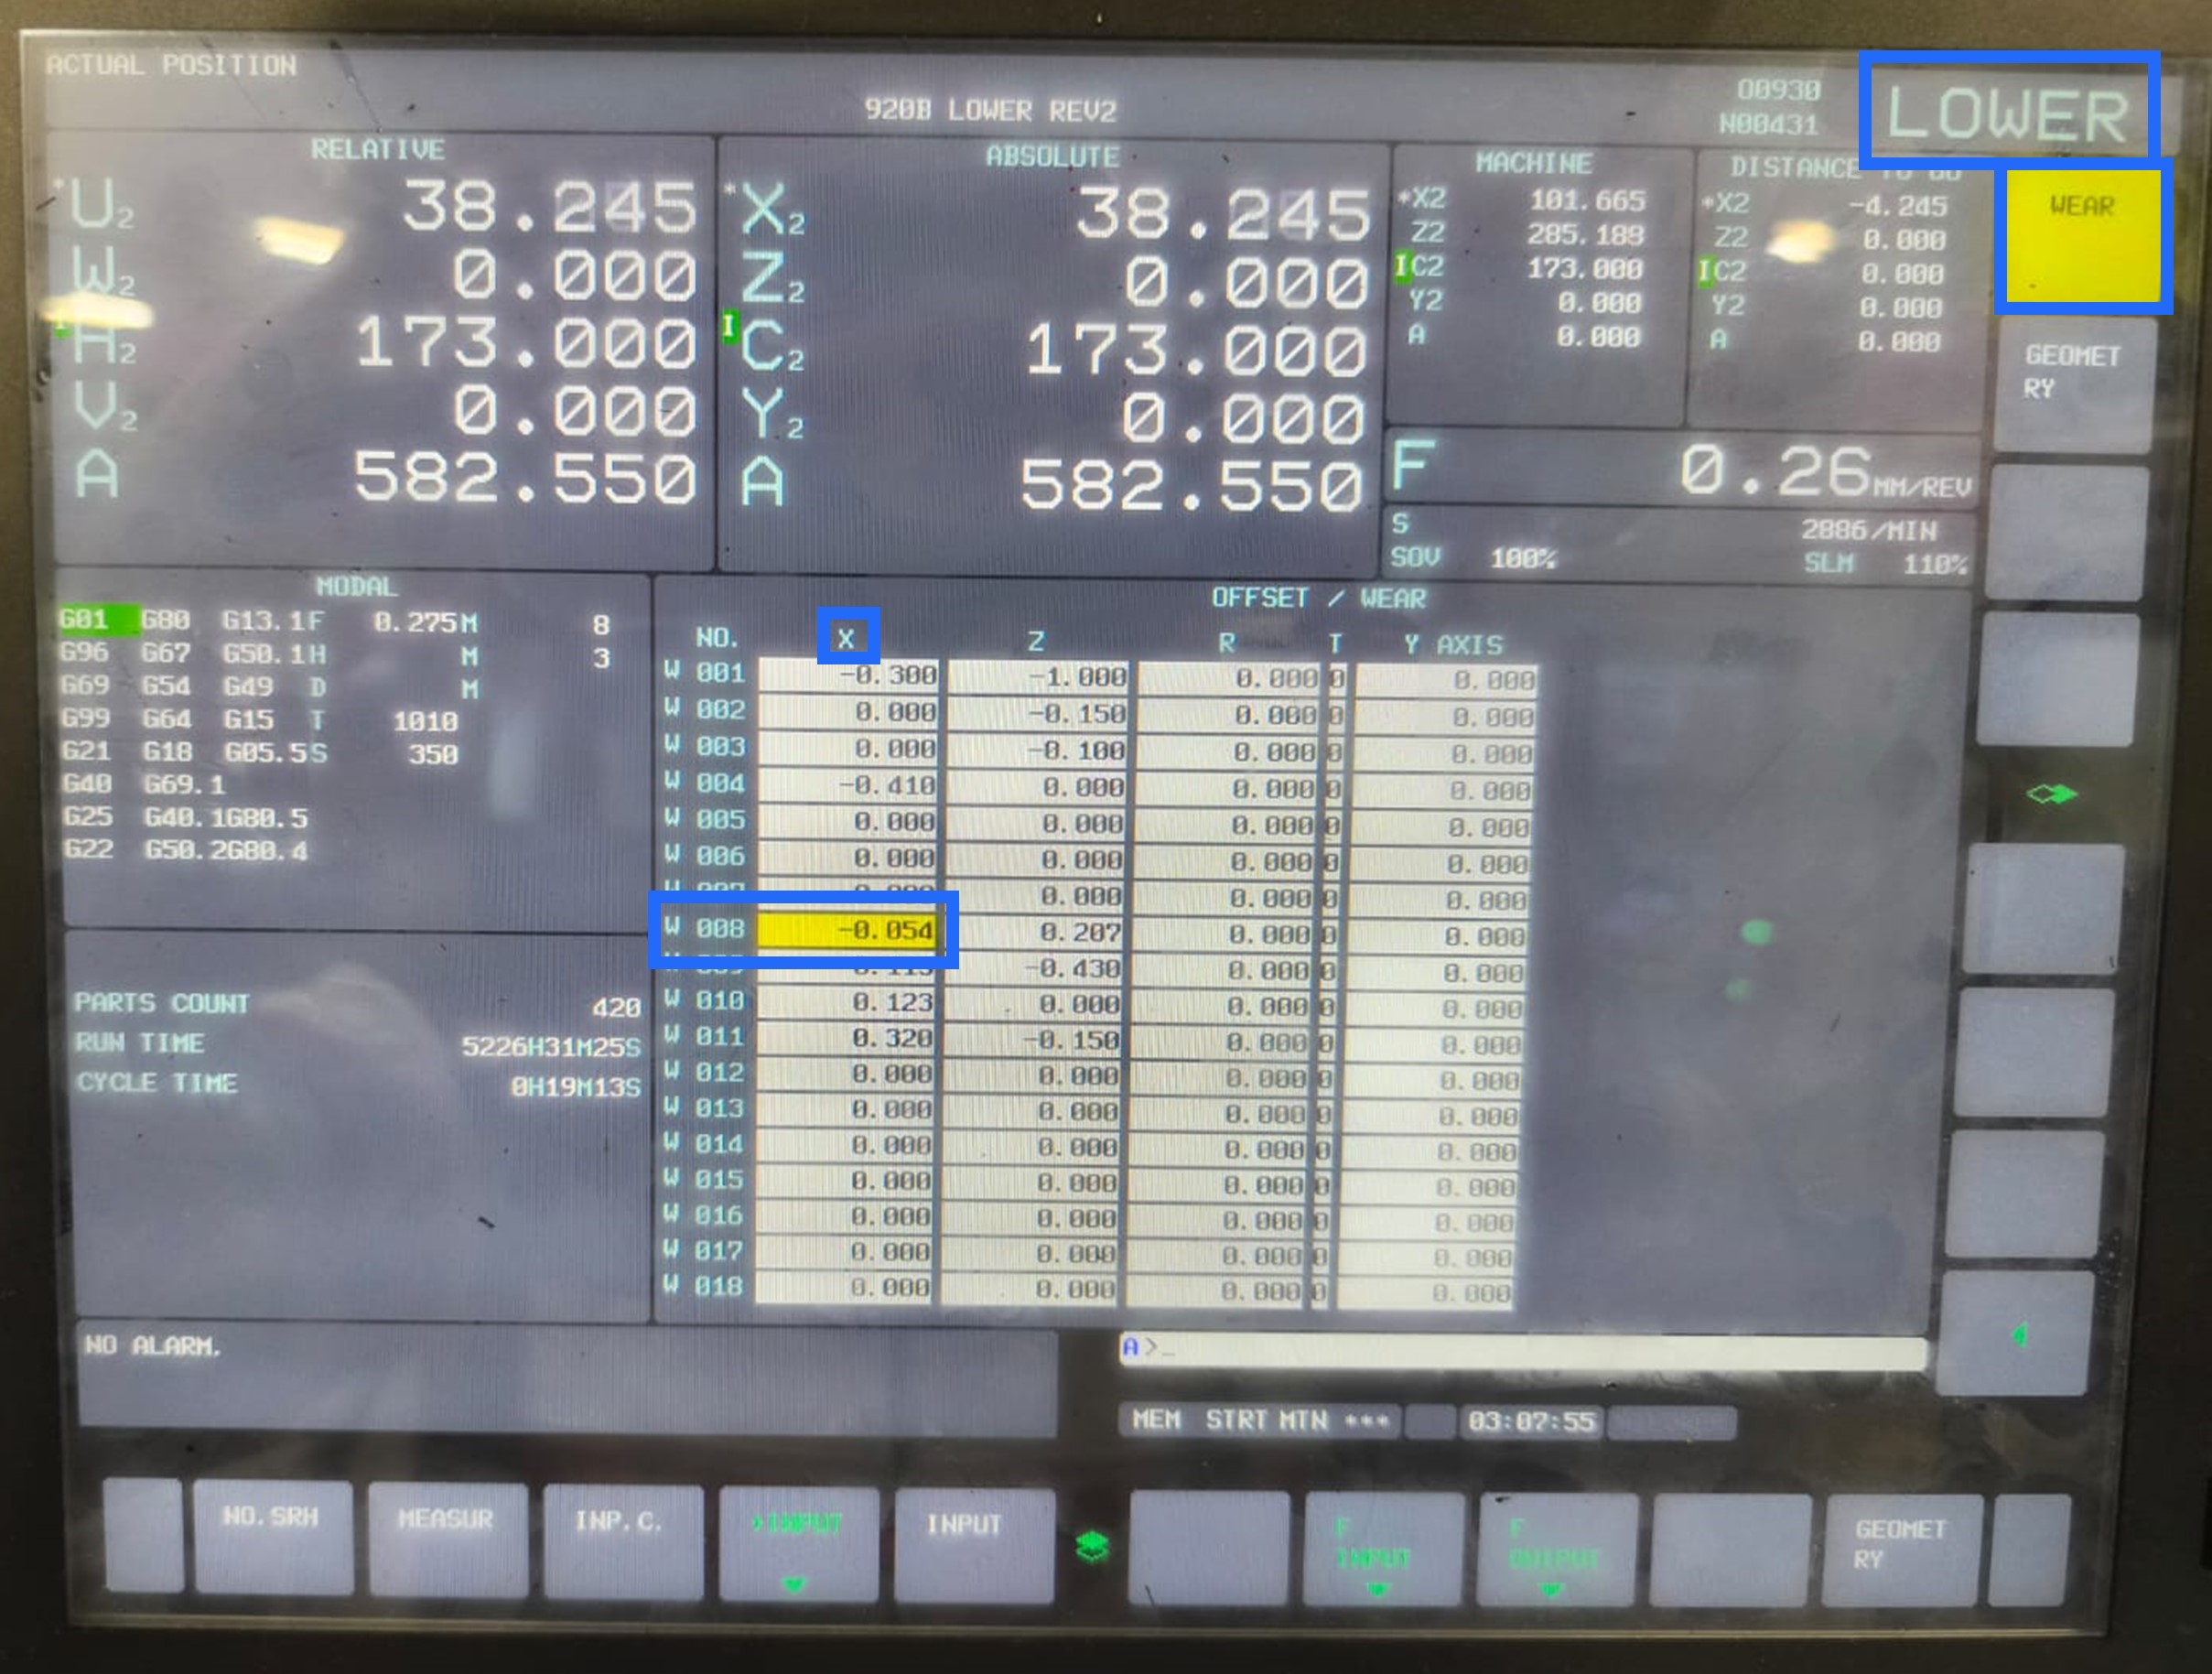 ACTUAL POSITION
920B LOWER REV2
O0930
N00431
LOWER
RELATIVE
U2 38.245
W2 0.000
H2 173.000
V2 0.000
A 582.550
ABSOLUTE
*X2 38.245
Z2 0.000
I C2 173.000
Y2 0.000
A 582.550
MACHINE
*X2 101.665
Z2 285.188
I C2 173.000
Y2 0.000
A 0.000
DISTANCE
*X2 -4.245
Z2 0.000
I C2 0.000
Y2 0.000
A 0.000
F 0.26 MM/REV
S 2886/MIN
SOV 100% SLM 110%
WEAR
GEOMET
RY
MODAL
G01 G80 G13.1 F 0.275 M 8
G96 G67 G50.1 H M 3
G69 G54 G49 D M
G99 G64 G15 T 1010
G21 G18 G05.5 S 350
G40 G69.1
G25 G40.1 G80.5
G22 G50.2 G80.4
PARTS COUNT 420
RUN TIME 5226H31M25S
CYCLE TIME 0H19M13S
OFFSET / WEAR
NO. X Z R T Y AXIS
W 001 -0.300 -1.000 0.000 0 0.000
W 002 0.000 -0.150 0.000 0 0.000
W 003 0.000 -0.100 0.000 0 0.000
W 004 -0.410 0.000 0.000 0 0.000
W 005 0.000 0.000 0.000 0 0.000
W 006 0.000 0.000 0.000 0 0.000
0.000 0.000 0 0.000
W 008 -0.054 0.207 0.000 0 0.000
-0.430 0.000 0 0.000
W 010 0.123 0.000 0.000 0 0.000
W 011 0.320 -0.150 0.000 0 0.000
W 012 0.000 0.000 0.000 0 0.000
W 013 0.000 0.000 0.000 0 0.000
W 014 0.000 0.000 0.000 0 0.000
W 015 0.000 0.000 0.000 0 0.000
W 016 0.000 0.000 0.000 0 0.000
W 017 0.000 0.000 0.000 0 0.000
W 018 0.000 0.000 0.000 0 0.000
NO ALARM.
A>_
MEM STRT MTN *** 03:07:55
NO.SRH
MEASUR
INP.C.
+INPUT
INPUT
F
INPUT
F
OUTPUT
GEOMET
RY